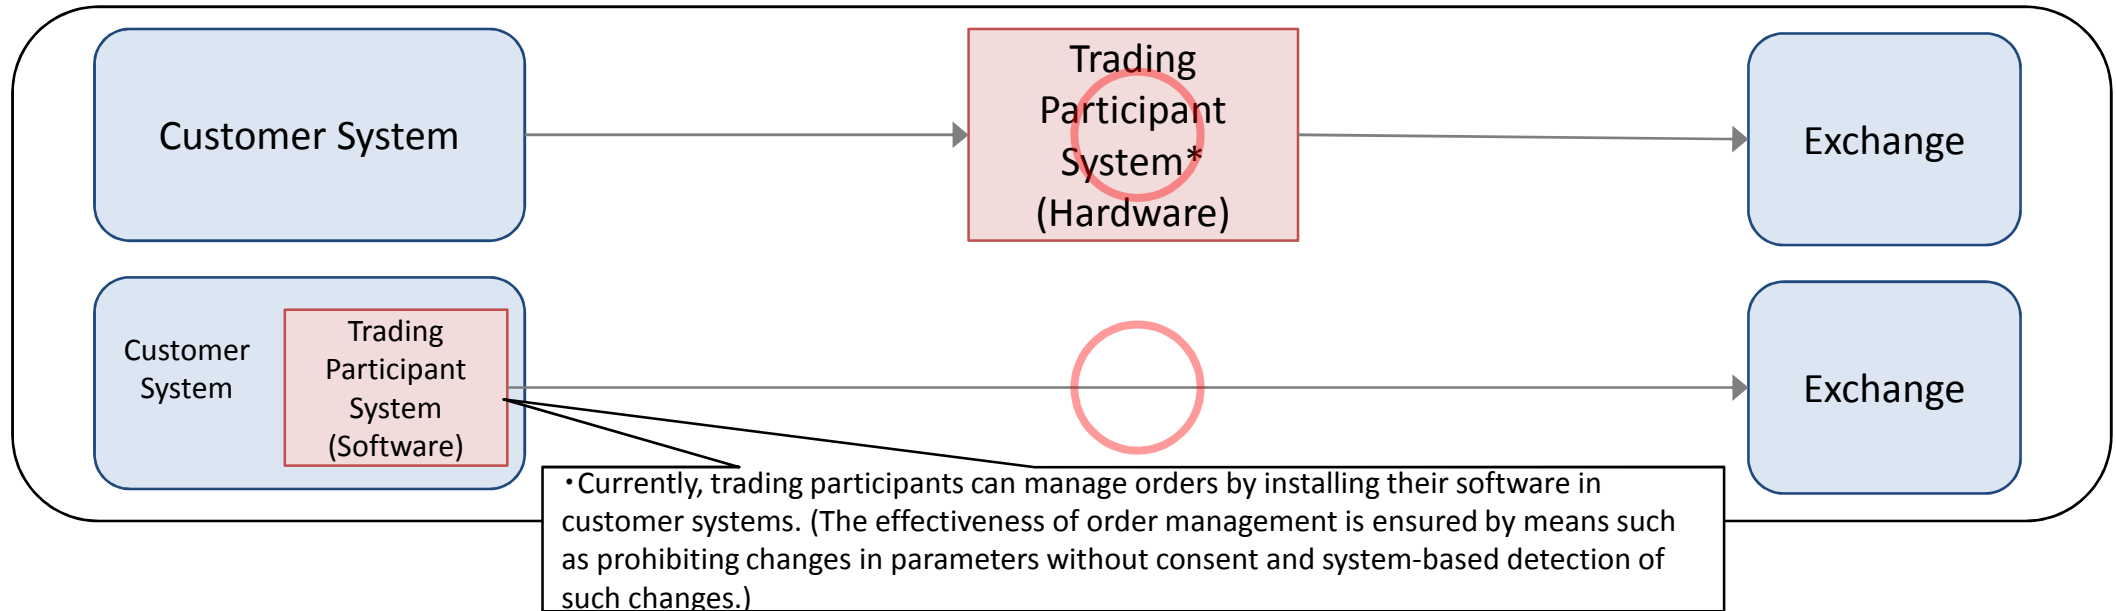 Customer System
Trading
Participant
System*
(Hardware)
Exchange
Customer
System
Trading
Participant
System
(Software)
Exchange
・Currently, trading participants can manage orders by installing their software in
customer systems. (The effectiveness of order management is ensured by means such
as prohibiting changes in parameters without consent and system-based detection of
such changes.)